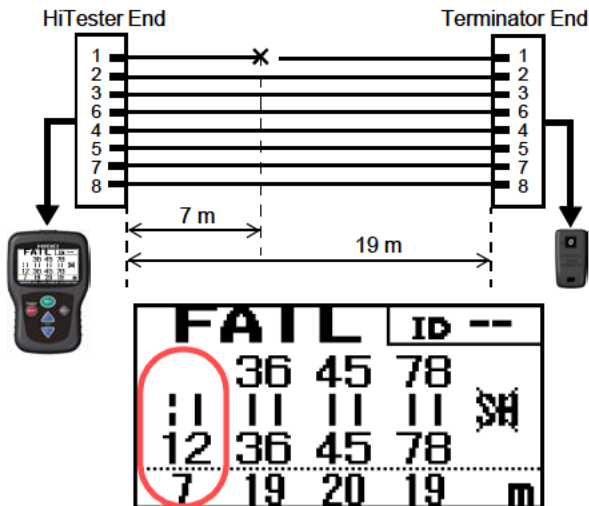 HiTester End
Terminator End
1 1
2 2
3 3
6 6
4 4
5 5
7 7
8 8
7 m
19 m
HIOKI
FAIL ID --
36 45 78
SH
12 36 45 78
7 19 20 19 m